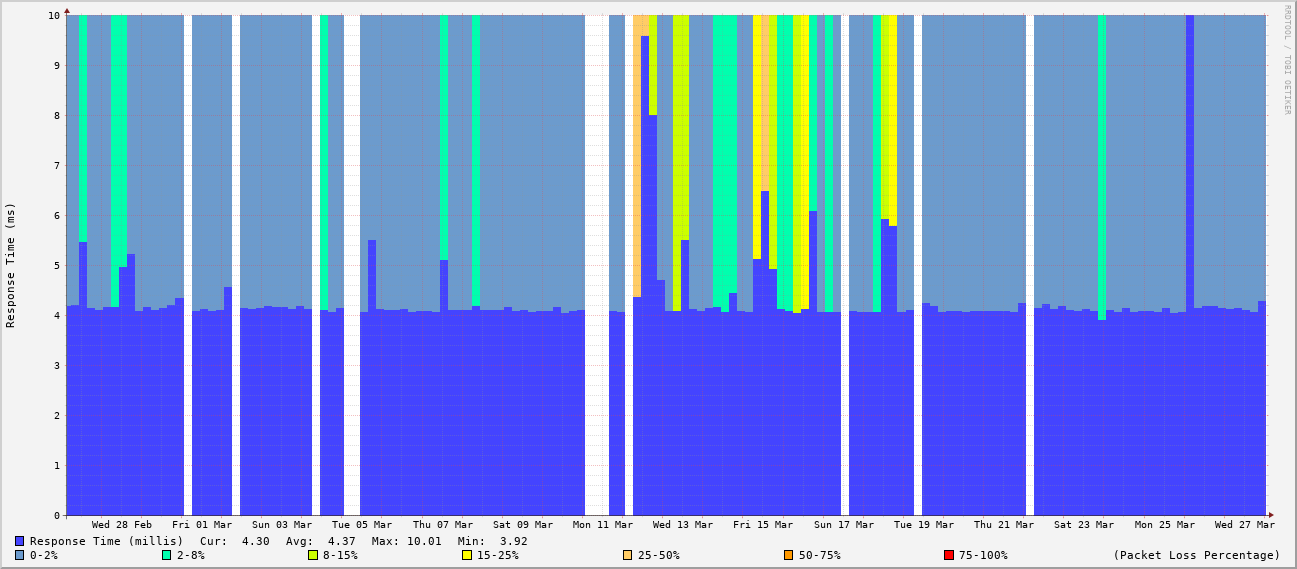 RRDTOOL / TOBI OETIKER
Response Time (ms)
10
9
8
7
6
5
4
3
2
1
0
Wed 28 Feb Fri 01 Mar Sun 03 Mar Tue 05 Mar Thu 07 Mar Sat 09 Mar Mon 11 Mar Wed 13 Mar Fri 15 Mar Sun 17 Mar Tue 19 Mar Thu 21 Mar Sat 23 Mar Mon 25 Mar Wed 27 Mar
Response Time (millis) Cur: 4.30 Avg: 4.37 Max: 10.01 Min: 3.92
0-2% 2-8% 8-15% 15-25% 25-50% 50-75% 75-100% (Packet Loss Percentage)